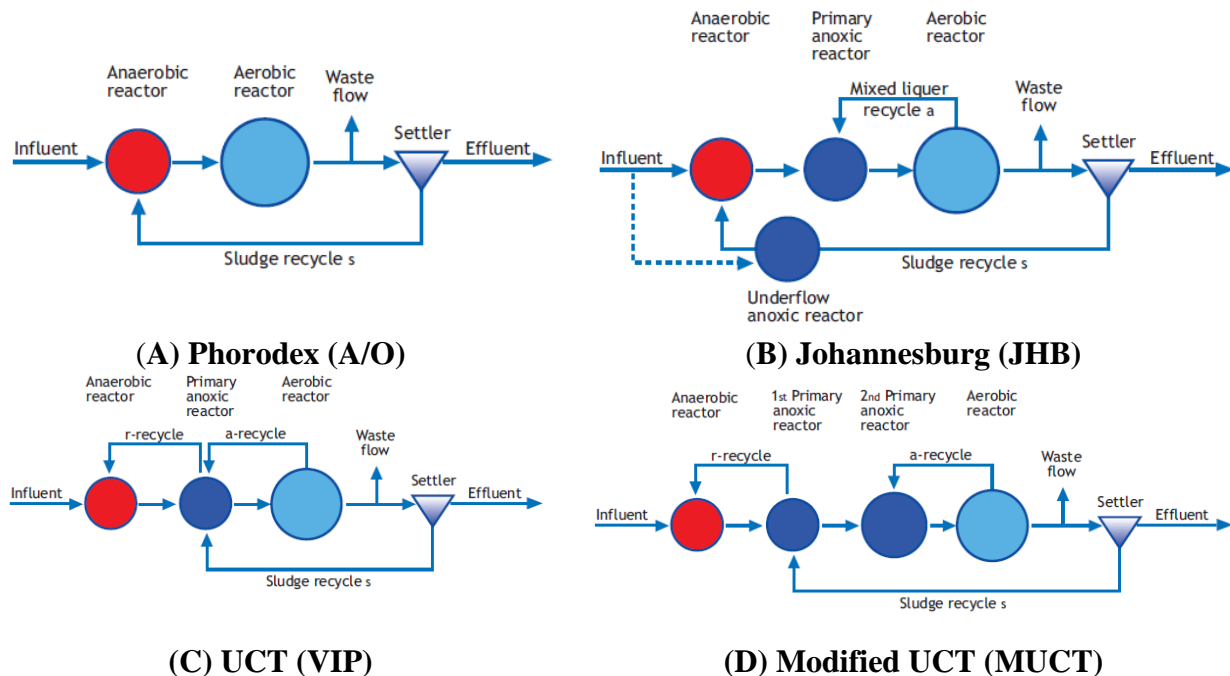 Anaerobic
reactor
Aerobic
reactor
Waste
flow
Settler
Influent
Effluent
Sludge recycle s
(A) Phorodex (A/O)
Anaerobic
reactor
Primary
anoxic
reactor
Aerobic
reactor
Mixed liquer
recycle a
Waste
flow
Settler
Influent
Effluent
Sludge recycle s
Underflow
anoxic reactor
(B) Johannesburg (JHB)
Anaerobic
reactor
Primary
anoxic
reactor
Aerobic
reactor
r-recycle
a-recycle
Waste
flow
Settler
Influent
Effluent
Sludge recycle s
(C) UCT (VIP)
Anaerobic
reactor
1st Primary
anoxic
reactor
2nd Primary
anoxic
reactor
Aerobic
reactor
r-recycle
a-recycle
Waste
flow
Settler
Influent
Effluent
Sludge recycle s
(D) Modified UCT (MUCT)